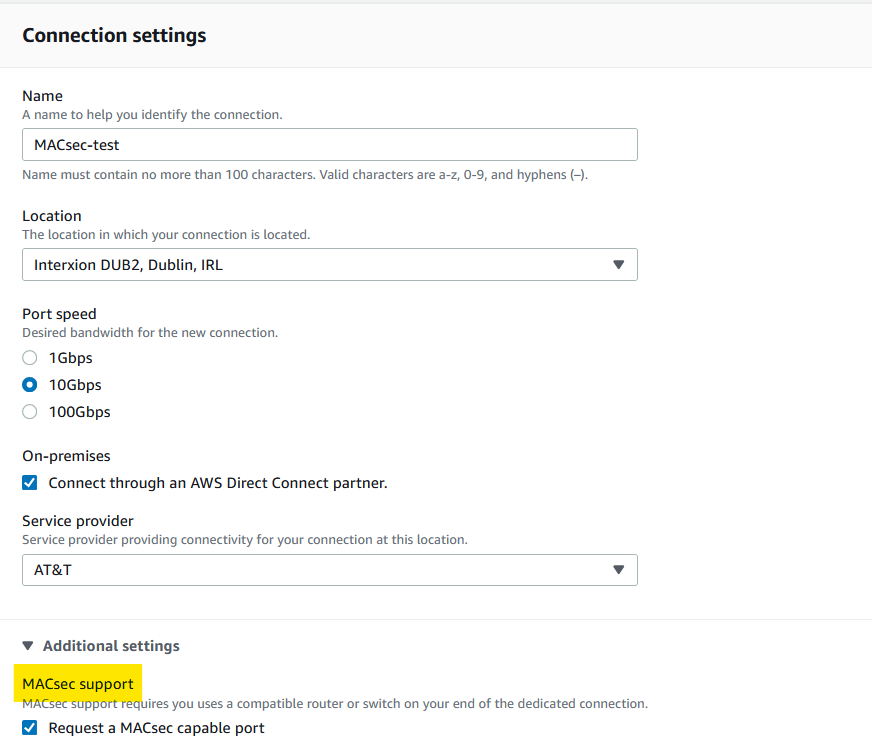 Connection settings
Name
A name to help you identify the connection.
MACsec-test
Name must contain no more than 100 characters. Valid characters are a-z, 0-9, and hyphens (–).
Location
The location in which your connection is located.
Interxion DUB2, Dublin, IRL
Port speed
Desired bandwidth for the new connection.
1Gbps
10Gbps
100Gbps
On-premises
Connect through an AWS Direct Connect partner.
Service provider
Service provider providing connectivity for your connection at this location.
AT&T
Additional settings
MACsec support
MACsec support requires you uses a compatible router or switch on your end of the dedicated connection.
Request a MACsec capable port